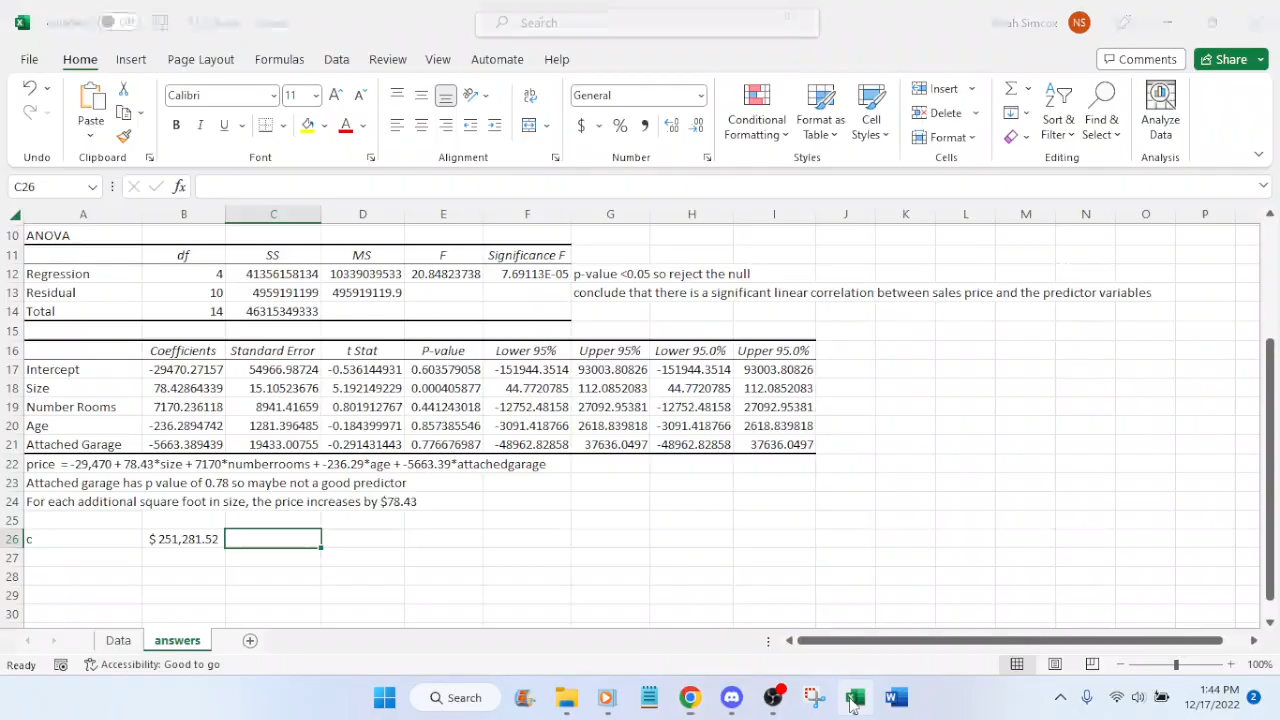 Off
Search
Simcox
NS
File Home Insert Page Layout Formulas Data Review View Automate Help
Comments
Share
Calibri 11
General
Paste
B I U
$ % ,
Conditional Formatting
Format as Table
Cell Styles
Insert
Delete
Format
Sort & Filter
Find & Select
Analyze Data
Undo Clipboard Font Alignment Number Styles Cells Editing Analysis
C26 fx
A B C D E F G H I J K L M N O P
10 ANOVA
11 df SS MS F Significance F
12 Regression 4 41356158134 10339039533 20.84823738 7.69113E-05 p-value <0.05 so reject the null
13 Residual 10 4959191199 495919119.9 conclude that there is a significant linear correlation between sales price and the predictor variables
14 Total 14 46315349333
15
16 Coefficients Standard Error t Stat P-value Lower 95% Upper 95% Lower 95.0% Upper 95.0%
17 Intercept -29470.27157 54966.98724 -0.536144931 0.603579058 -151944.3514 93003.80826 -151944.3514 93003.80826
18 Size 78.42864339 15.10523676 5.192149229 0.000405877 44.7720785 112.0852083 44.7720785 112.0852083
19 Number Rooms 7170.236118 8941.41659 0.801912767 0.441243018 -12752.48158 27092.95381 -12752.48158 27092.95381
20 Age -236.2894742 1281.396485 -0.184399971 0.857385546 -3091.418766 2618.839818 -3091.418766 2618.839818
21 Attached Garage -5663.389439 19433.00755 -0.291431443 0.776676987 -48962.82858 37636.0497 -48962.82858 37636.0497
22 price = -29,470 + 78.43*size + 7170*numberrooms + -236.29*age + -5663.39*attachedgarage
23 Attached garage has p value of 0.78 so maybe not a good predictor
24 For each additional square foot in size, the price increases by $78.43
25
26 c $ 251,281.52
27
28
29
30
Data answers
Ready Accessibility: Good to go 100%
Search
1:44 PM
12/17/2022
2